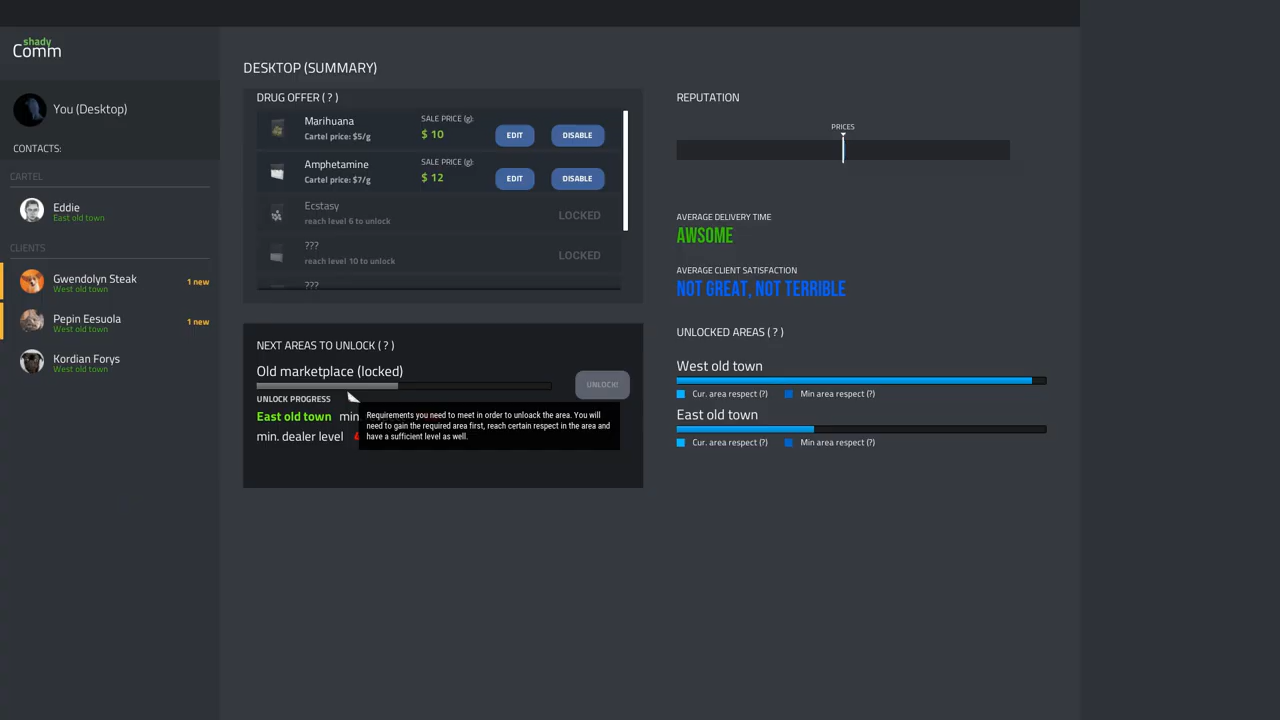 shady
Comm
You (Desktop)
CONTACTS:
CARTEL
Eddie
East old town
CLIENTS
Gwendolyn Steak
West old town
1 new
Pepin Eesuola
West old town
1 new
Kordian Forys
West old town
DESKTOP (SUMMARY)
DRUG OFFER ( ? )
Marihuana
Cartel price: $5/g
SALE PRICE (g):
$ 10
EDIT
DISABLE
Amphetamine
Cartel price: $7/g
SALE PRICE (g):
$ 12
EDIT
DISABLE
Ecstasy
reach level 6 to unlock
LOCKED
???
reach level 10 to unlock
LOCKED
???
NEXT AREAS TO UNLOCK ( ? )
Old marketplace (locked)
UNLOCK!
UNLOCK PROGRESS
East old town min.
min. dealer level
Requirements you need to meet in order to unloack the area. You will
need to gain the required area first, reach certain respect in the area and
have a sufficient level as well.
REPUTATION
PRICES
AVERAGE DELIVERY TIME
AWSOME
AVERAGE CLIENT SATISFACTION
NOT GREAT, NOT TERRIBLE
UNLOCKED AREAS ( ? )
West old town
Cur. area respect (?) Min area respect (?)
East old town
Cur. area respect (?) Min area respect (?)